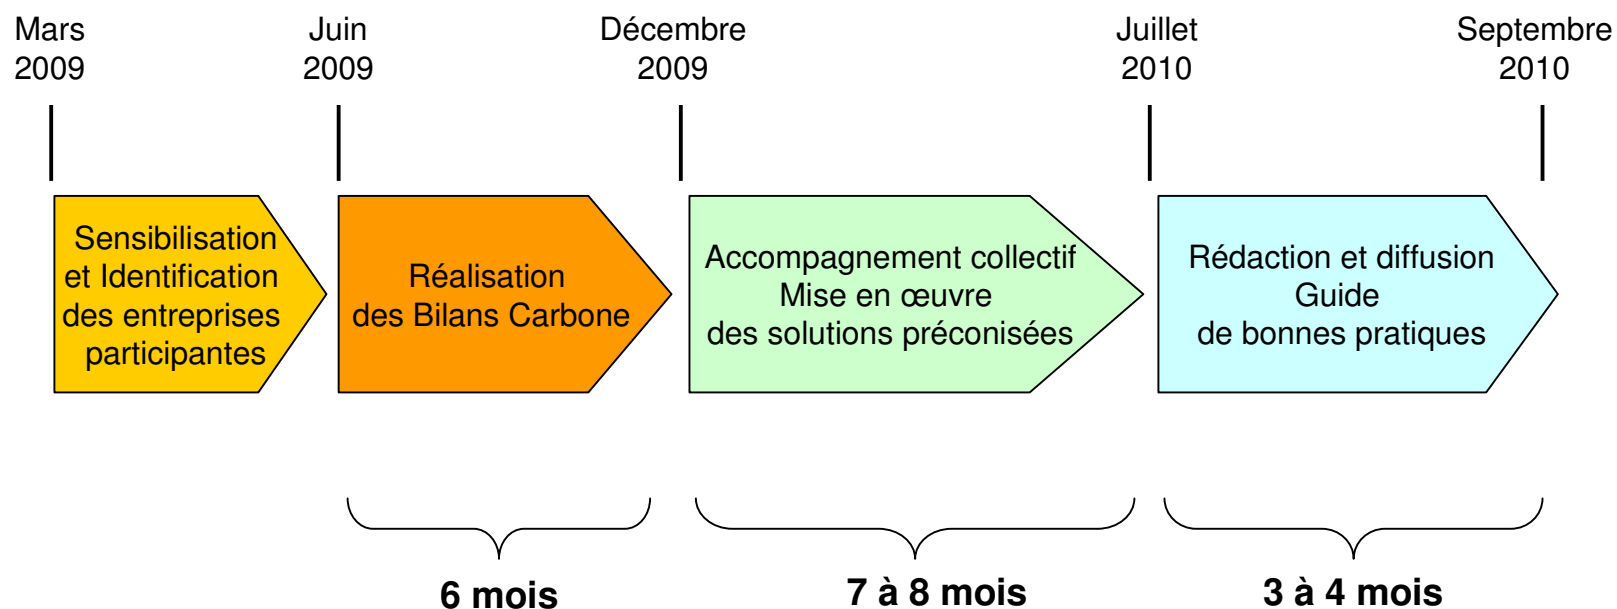 Mars
2009
Juin
2009
Décembre
2009
Juillet
2010
Septembre
2010
Sensibilisation
et Identification
des entreprises
participantes
Réalisation
des Bilans Carbone
Accompagnement collectif
Mise en œuvre
des solutions préconisées
Rédaction et diffusion
Guide
de bonnes pratiques
6 mois
7 à 8 mois
3 à 4 mois